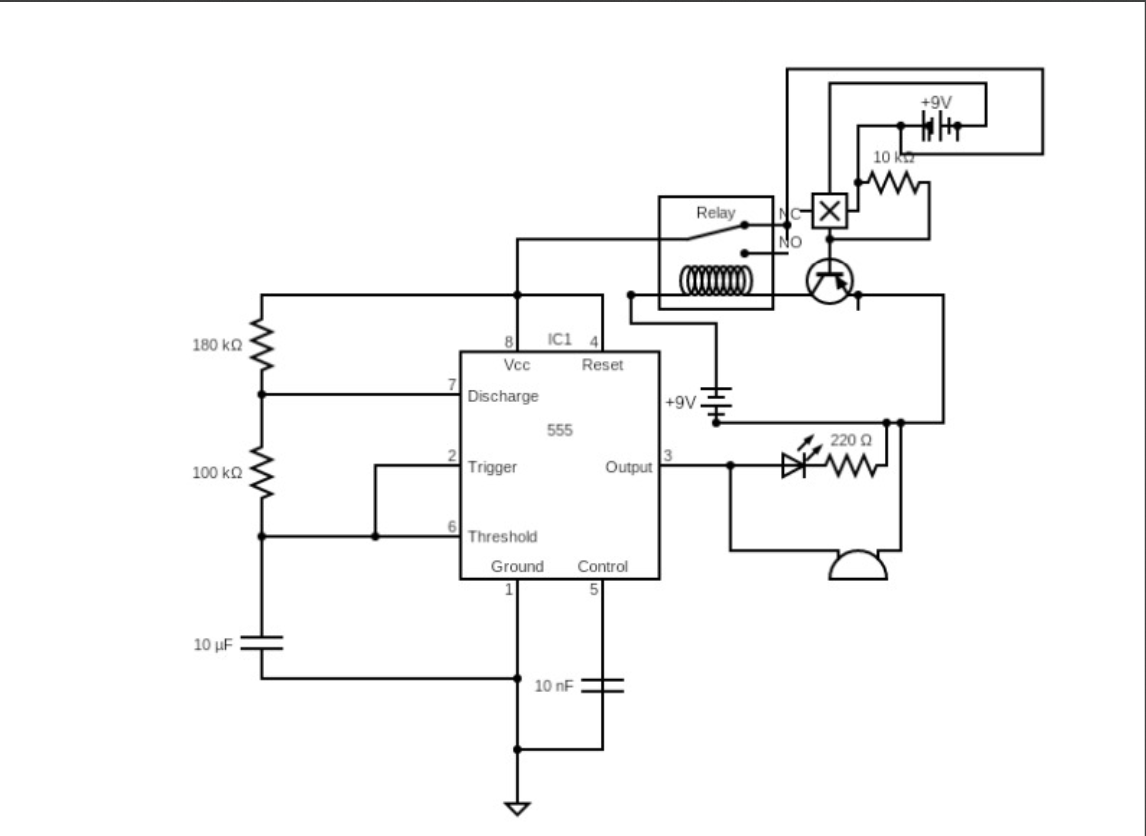 +9V
10 kΩ
Relay
NC
NO
8
IC1
4
180 kΩ
Vcc
Reset
7
Discharge
+9V
555
220 Ω
2
Trigger
Output
3
100 kΩ
6
Threshold
Ground
Control
1
5
10 µF
10 nF